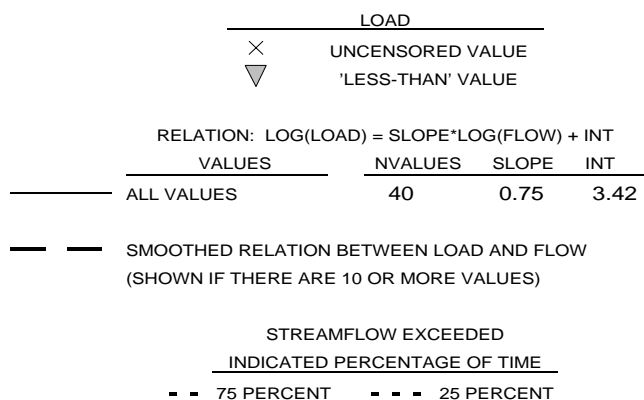 LOAD
UNCENSORED VALUE
'LESS-THAN' VALUE
RELATION: LOG(LOAD) = SLOPE*LOG(FLOW) + INT
VALUES NVALUES SLOPE INT
ALL VALUES 40 0.75 3.42
SMOOTHED RELATION BETWEEN LOAD AND FLOW
(SHOWN IF THERE ARE 10 OR MORE VALUES)
STREAMFLOW EXCEEDED
INDICATED PERCENTAGE OF TIME
75 PERCENT 25 PERCENT